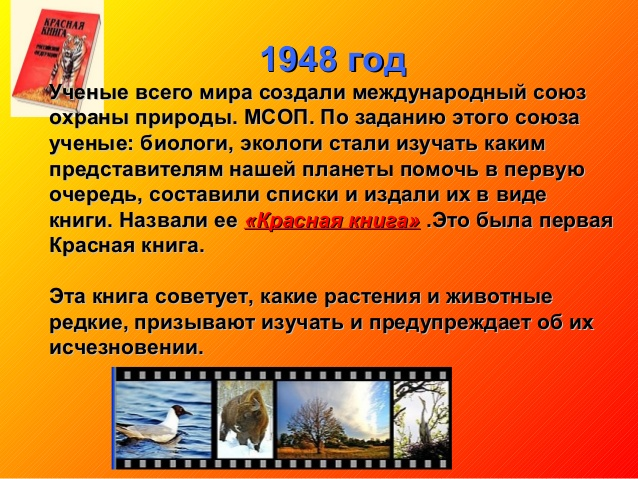 КРАСНАЯ
КНИГА
РОССИЙСКОЙ
ФЕДЕРАЦИИ
1948 год
Ученые всего мира создали международный союз
охраны природы. МСОП. По заданию этого союза
ученые: биологи, экологи стали изучать каким
представителям нашей планеты помочь в первую
очередь, составили списки и издали их в виде
книги. Назвали ее «Красная книга» .Это была первая
Красная книга.
Эта книга советует, какие растения и животные
редкие, призывают изучать и предупреждает об их
исчезновении.